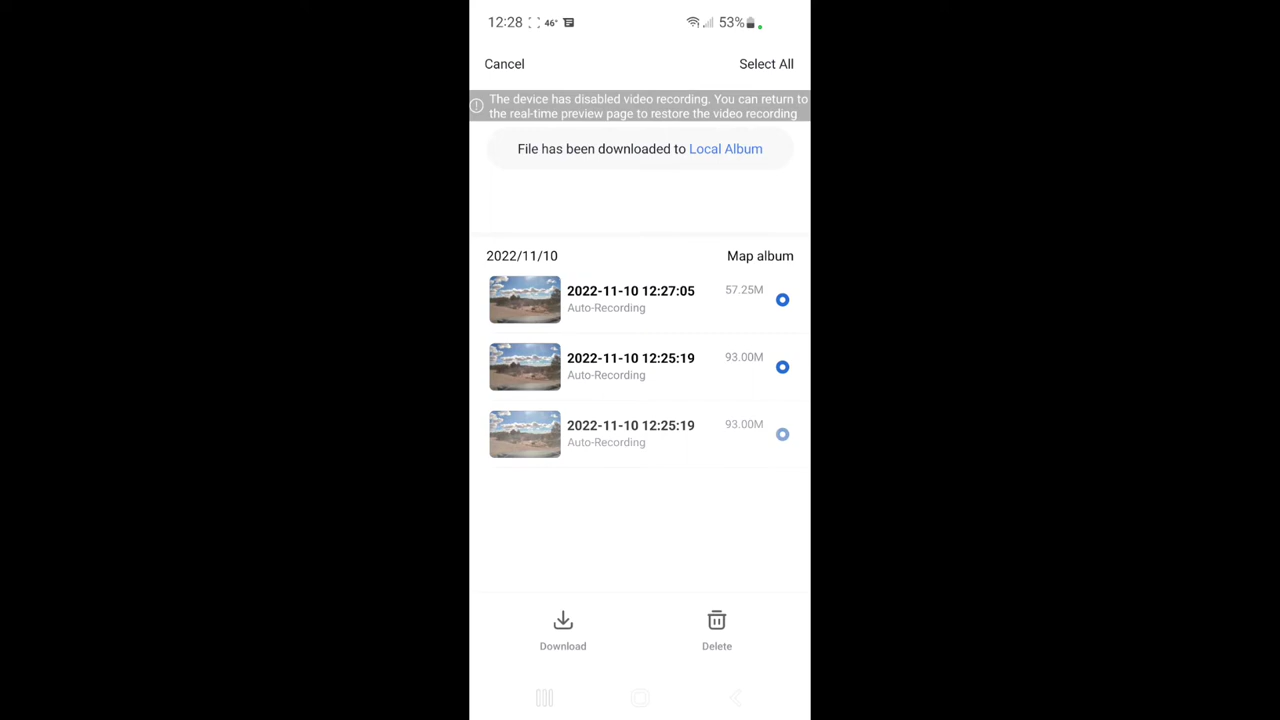 12:28 46° 53%
Cancel Select All
The device has disabled video recording. You can return to
the real-time preview page to restore the video recording
File has been downloaded to Local Album
2022/11/10 Map album
2022-11-10 12:27:05 57.25M
Auto-Recording
2022-11-10 12:25:19 93.00M
Auto-Recording
2022-11-10 12:25:19 93.00M
Auto-Recording
Download Delete